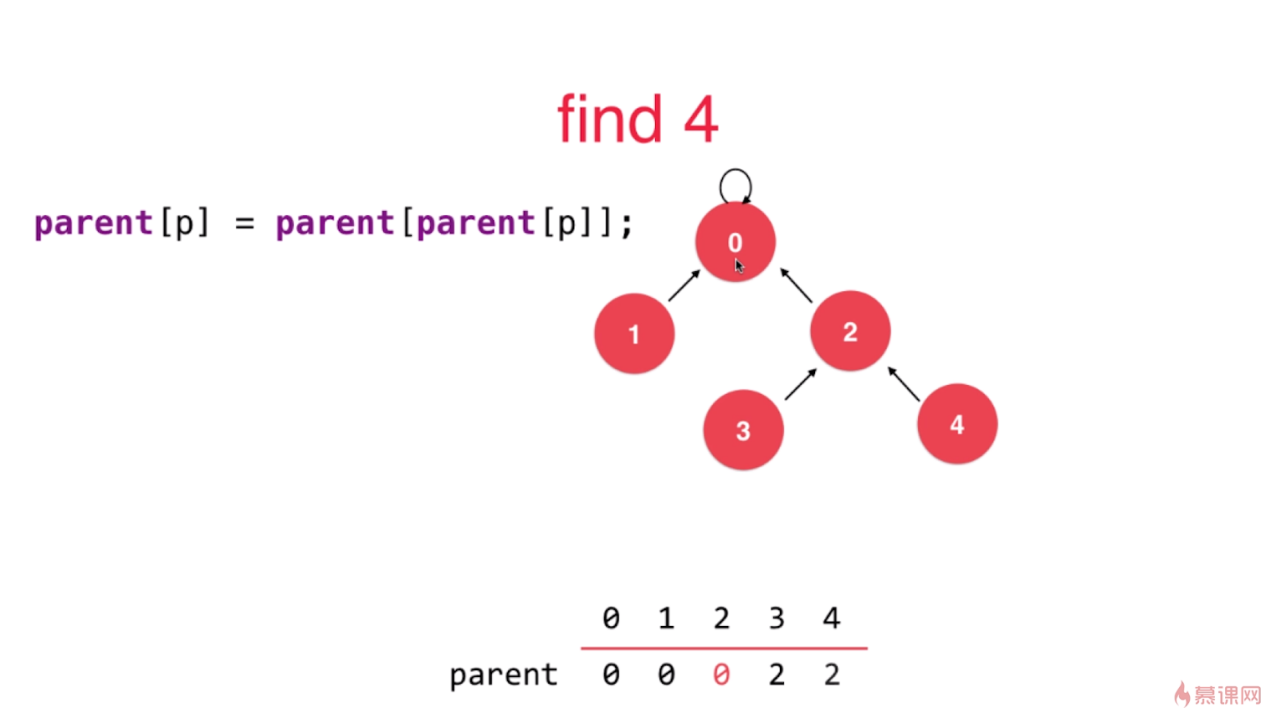 find 4
parent[p] = parent[parent[p]];
0
1
2
3
4
0 1 2 3 4
parent 0 0 0 2 2
慕课网